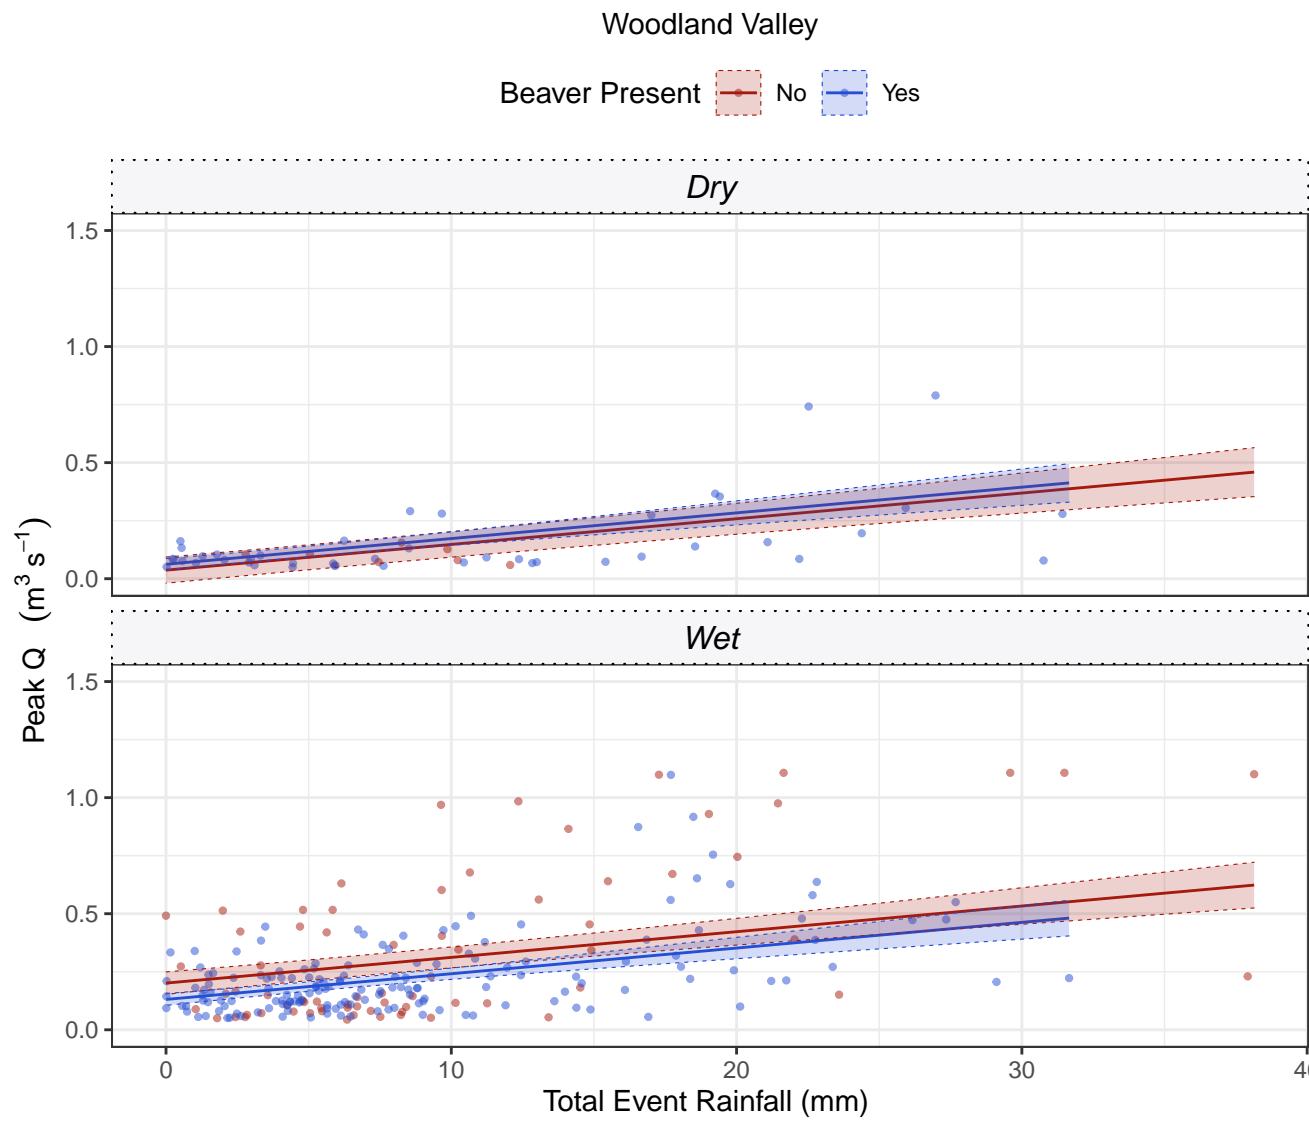 Woodland Valley
Beaver Present No Yes
Dry
1.5
1.0
0.5
0.0
Wet
1.5
1.0
0.5
0.0
Peak Q (m³ s⁻¹)
0 10 20 30 40
Total Event Rainfall (mm)